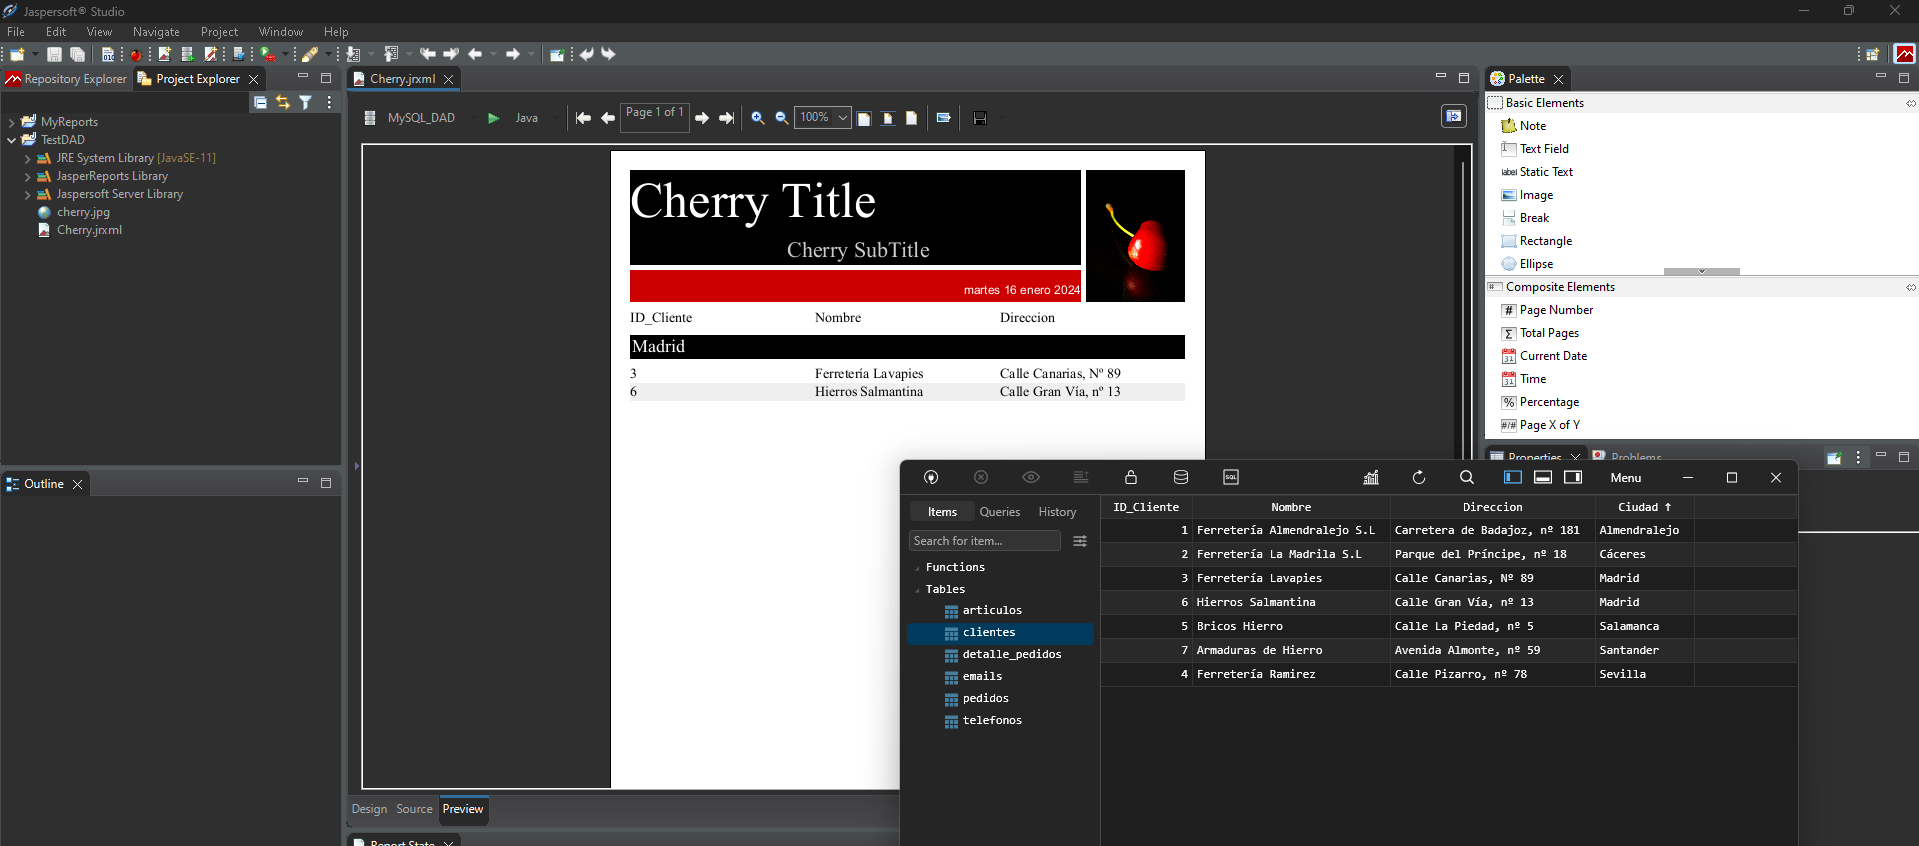 Jaspersoft® Studio
File Edit View Navigate Project Window Help
Repository Explorer
Project Explorer
MyReports
TestDAD
JRE System Library [JavaSE-11]
JasperReports Library
Jaspersoft Server Library
cherry.jpg
Cherry.jrxml
Outline
Cherry.jrxml
MySQL_DAD
Java
Page 1 of 1
100%
Cherry Title
Cherry SubTitle
martes 16 enero 2024
ID_Cliente Nombre Direccion
Madrid
3 Ferretería Lavapies Calle Canarias, Nº 89
6 Hierros Salmantina Calle Gran Vía, nº 13
Design Source Preview
Report State
Palette
Basic Elements
Note
Text Field
label Static Text
Image
Break
Rectangle
Ellipse
Composite Elements
# Page Number
Σ Total Pages
31 Current Date
31 Time
% Percentage
#/# Page X of Y
Properties
Problems
SQL
Menu
Items Queries History
Search for item...
Functions
Tables
articulos
clientes
detalle_pedidos
emails
pedidos
telefonos
ID_Cliente Nombre Direccion Ciudad ↑
1 Ferretería Almendralejo S.L Carretera de Badajoz, nº 181 Almendralejo
2 Ferretería La Madrila S.L Parque del Príncipe, nº 18 Cáceres
3 Ferretería Lavapies Calle Canarias, Nº 89 Madrid
6 Hierros Salmantina Calle Gran Vía, nº 13 Madrid
5 Bricos Hierro Calle La Piedad, nº 5 Salamanca
7 Armaduras de Hierro Avenida Almonte, nº 59 Santander
4 Ferretería Ramirez Calle Pizarro, nº 78 Sevilla